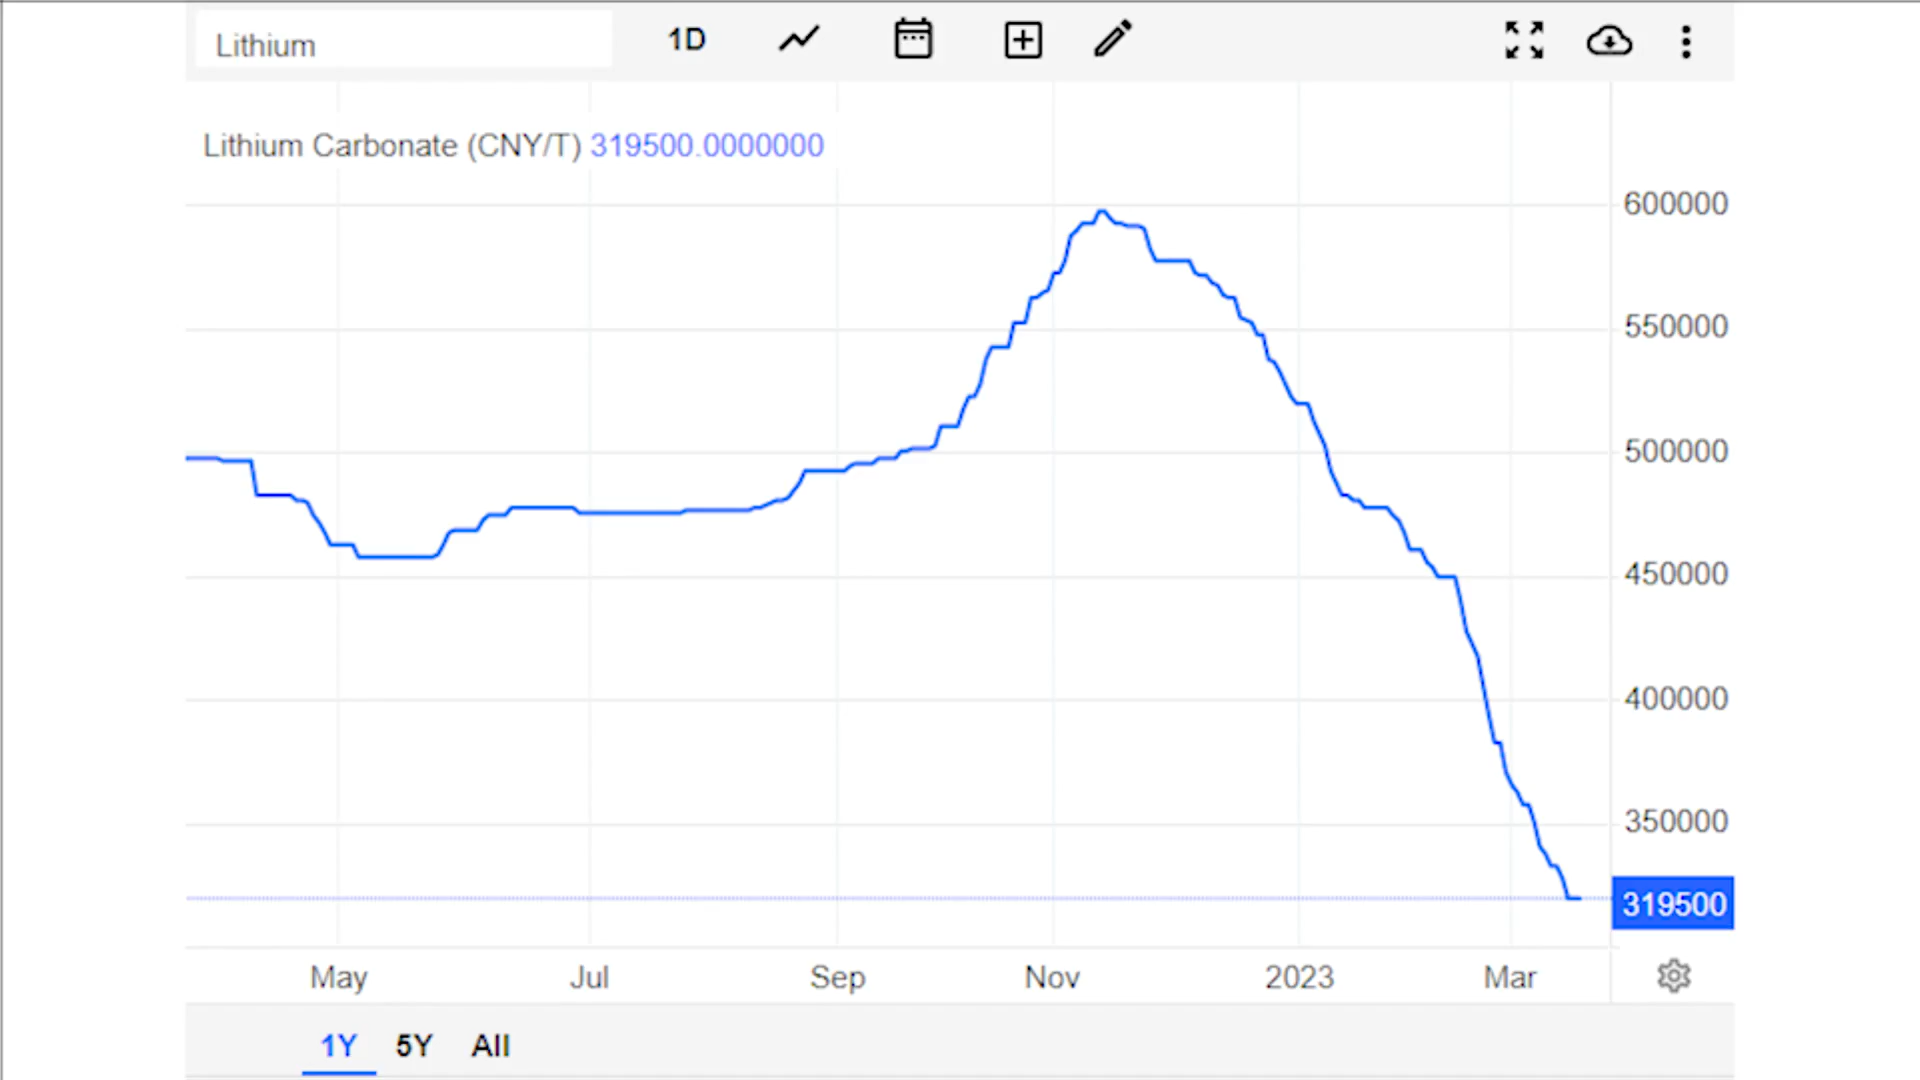 Lithium 1D
Lithium Carbonate (CNY/T) 319500.0000000
600000
550000
500000
450000
400000
350000
319500
May Jul Sep Nov 2023 Mar
1Y 5Y All